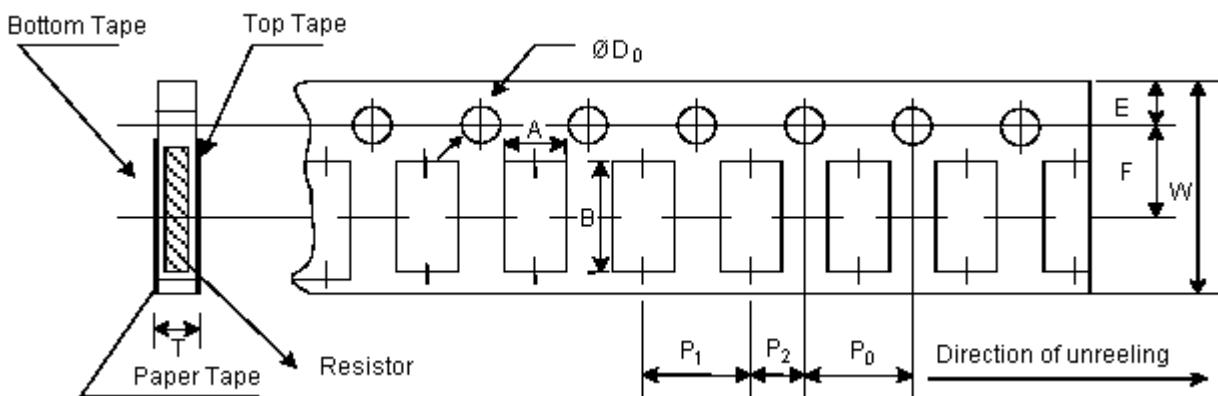 Bottom Tape
Top Tape
ØD₀
E
A
F
W
B
T
P₁
P₂
P₀
Direction of unreeling
Resistor
Paper Tape